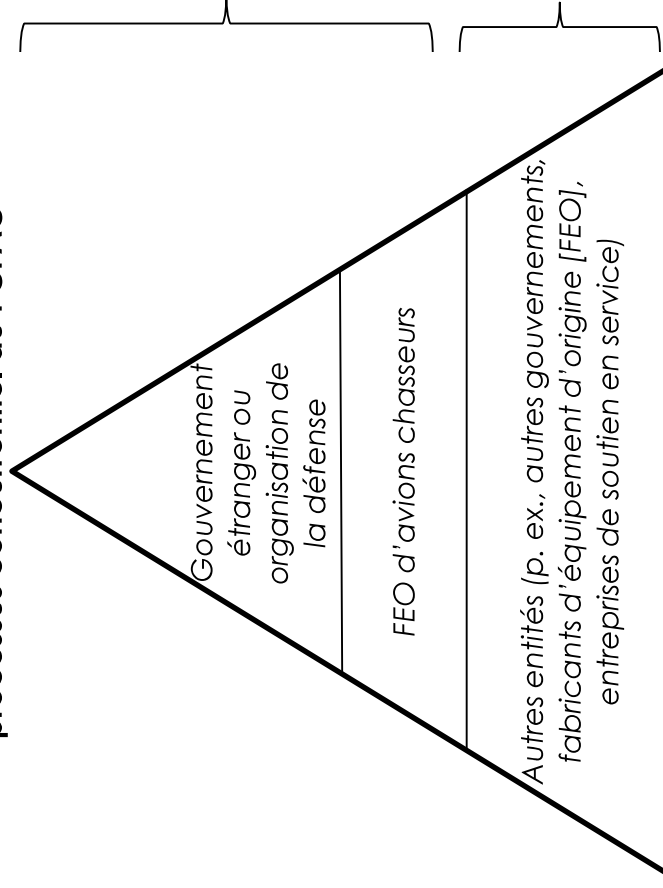 Gouvernement
étranger ou
organisation de
la défense
FEO d'avions chasseurs
Autres entités (p. ex., autres gouvernements,
fabricants d'équipement d'origine [FEO],
entreprises de soutien en service)